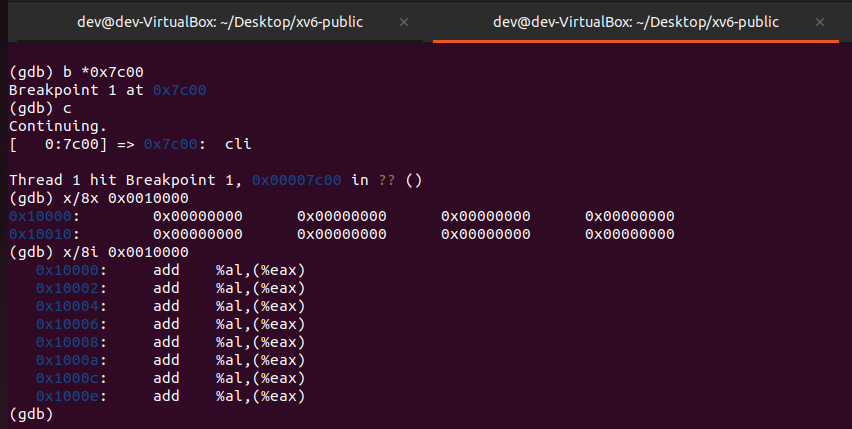 dev@dev-VirtualBox: ~/Desktop/xv6-public × dev@dev-VirtualBox: ~/Desktop/xv6-public ×
(gdb) b *0x7c00
Breakpoint 1 at 0x7c00
(gdb) c
Continuing.
[   0:7c00] => 0x7c00:  cli
Thread 1 hit Breakpoint 1, 0x00007c00 in ?? ()
(gdb) x/8x 0x0010000
0x10000:        0x00000000      0x00000000      0x00000000      0x00000000
0x10010:        0x00000000      0x00000000      0x00000000      0x00000000
(gdb) x/8i 0x0010000
   0x10000:     add    %al,(%eax)
   0x10002:     add    %al,(%eax)
   0x10004:     add    %al,(%eax)
   0x10006:     add    %al,(%eax)
   0x10008:     add    %al,(%eax)
   0x1000a:     add    %al,(%eax)
   0x1000c:     add    %al,(%eax)
   0x1000e:     add    %al,(%eax)
(gdb)